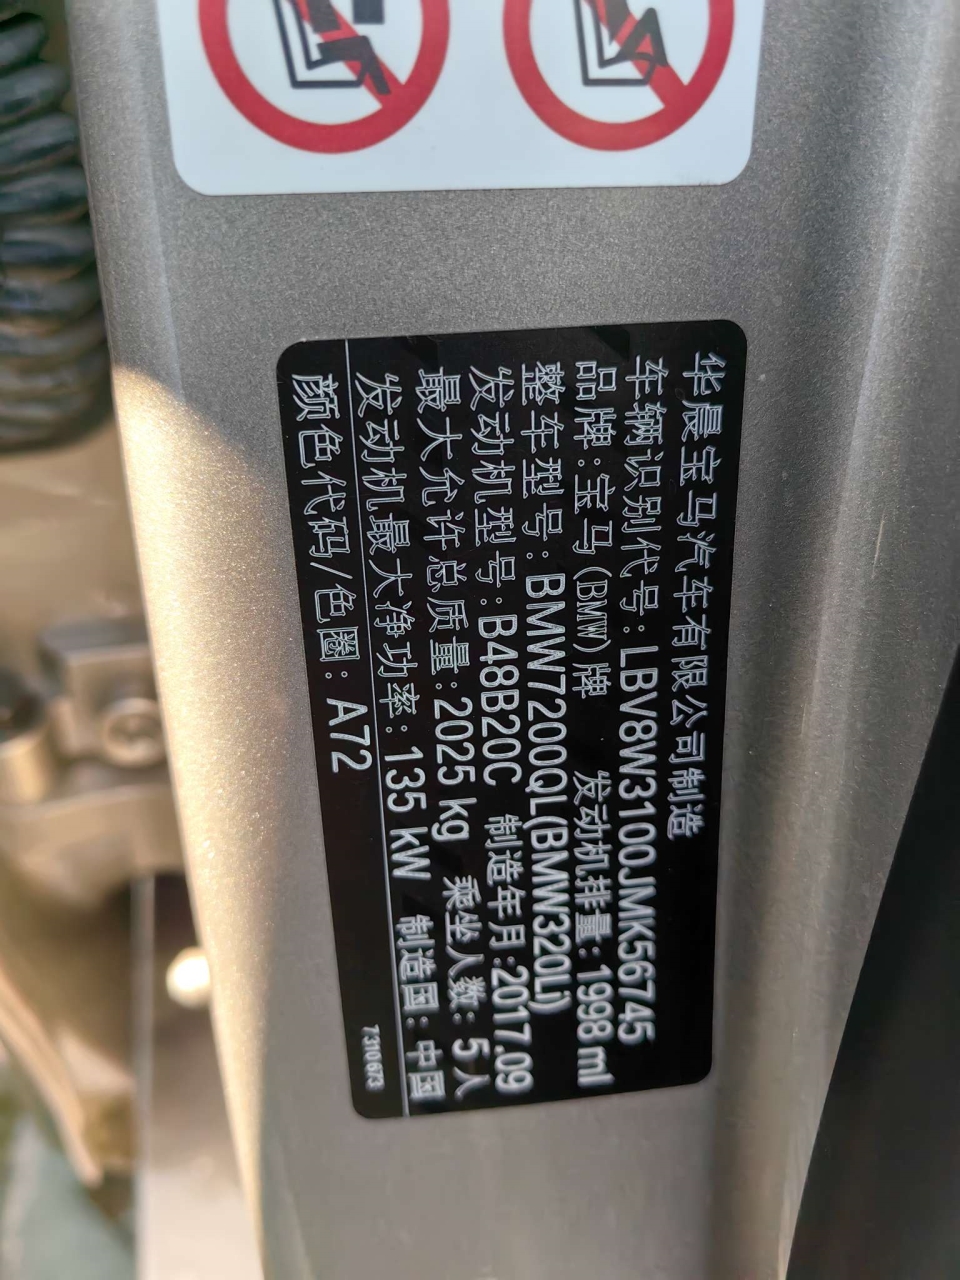 华晨宝马汽车有限公司制造
车辆识别代号：LBV8W3100JMK56745
品牌：宝马(BMW)牌 发动机排量：1998 ml
整车型号：BMW7200QL(BMW320Li)
发动机型号：B48B20C 制造年月：2017.09
最大允许总质量：2025 kg 乘坐人数：5人
发动机最大净功率：135 kW 制造国：中国
颜色代码/色圈：A72
7310673